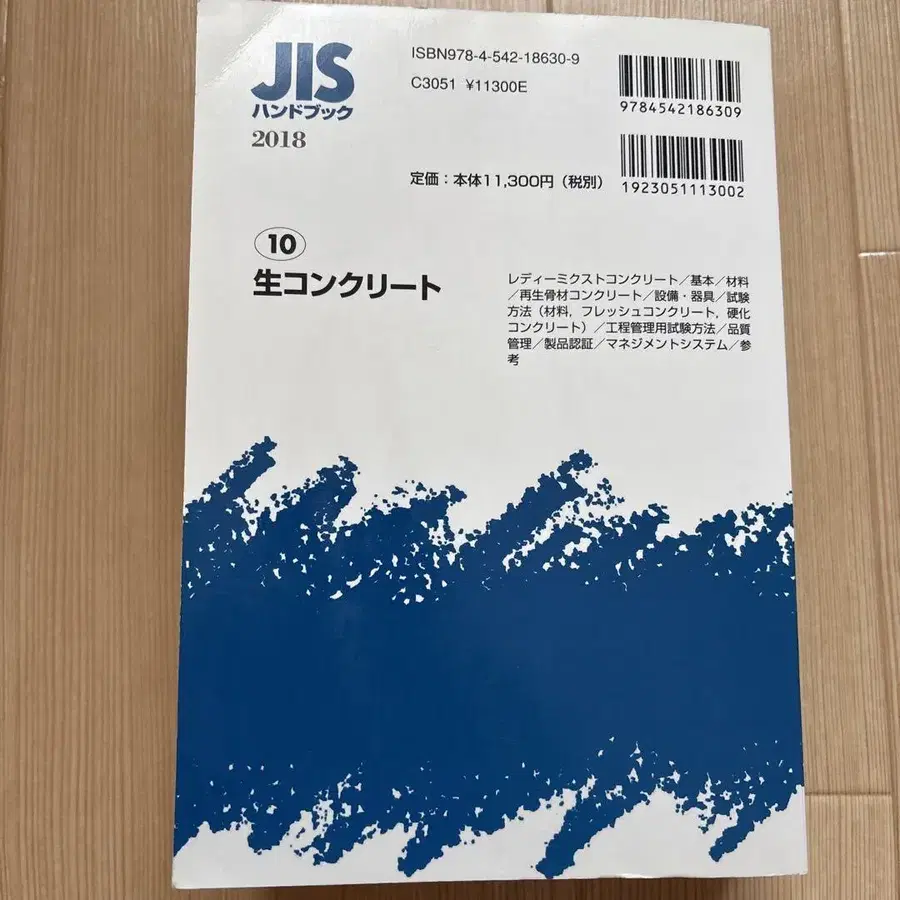 JIS
ハンドブック
2018
ISBN978-4-542-18630-9
C3051 ¥11300E
9784542186309
定価：本体11,300円（税別）
1923051113002
10
生コンクリート
レディーミクストコンクリート／基本／材料
／再生骨材コンクリート／設備・器具／試験
方法（材料，フレッシュコンクリート，硬化
コンクリート）／工程管理用試験方法／品質
管理／製品認証／マネジメントシステム／参
考